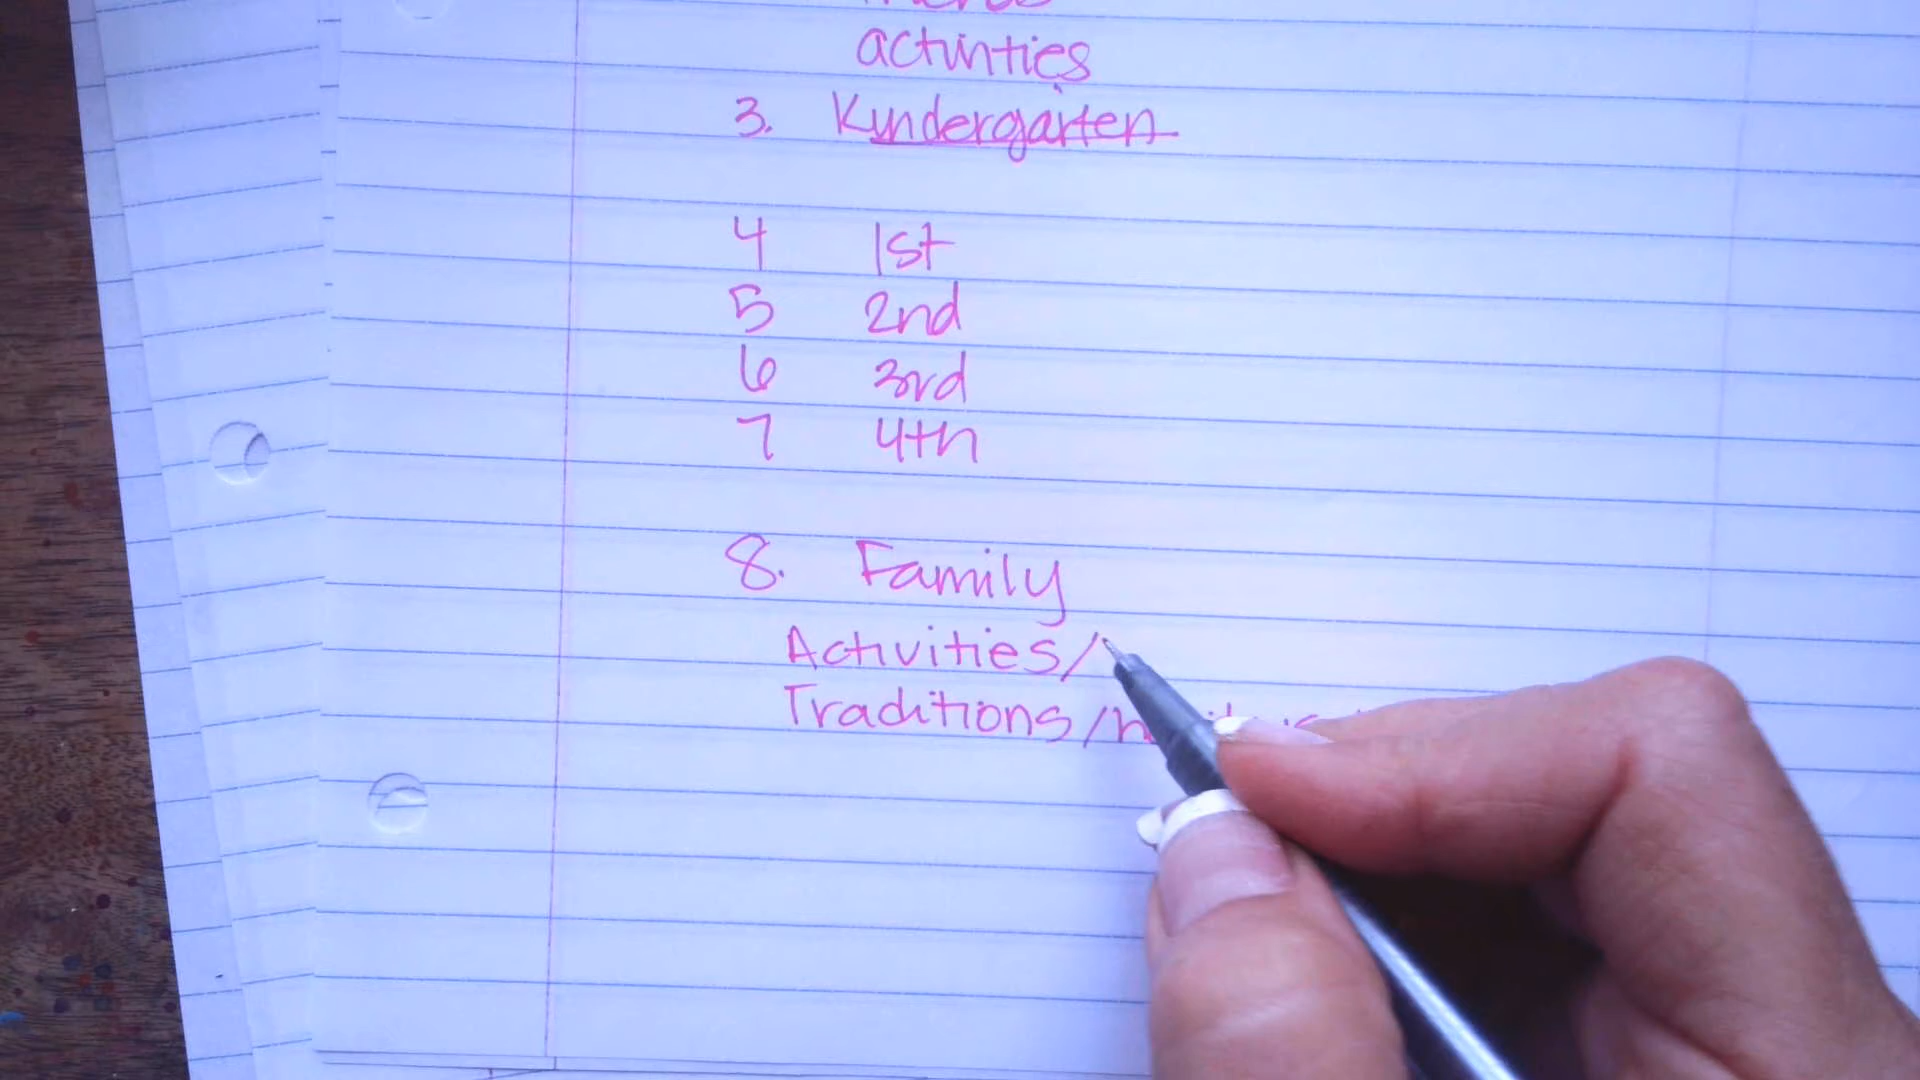 activities
3. Kindergarten
4 1st
5 2nd
6 3rd
7 4th
8. Family
Activities/
Traditions/